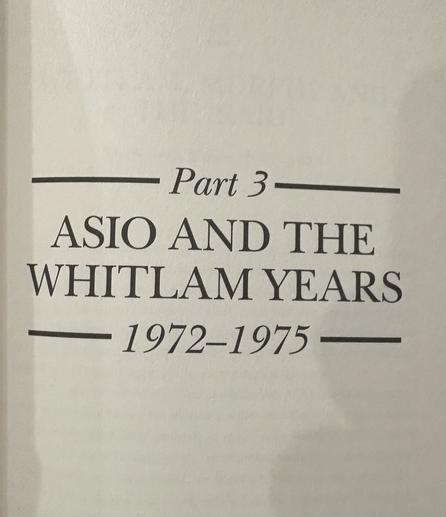 Part 3
ASIO AND THE
WHITLAM YEARS
1972–1975